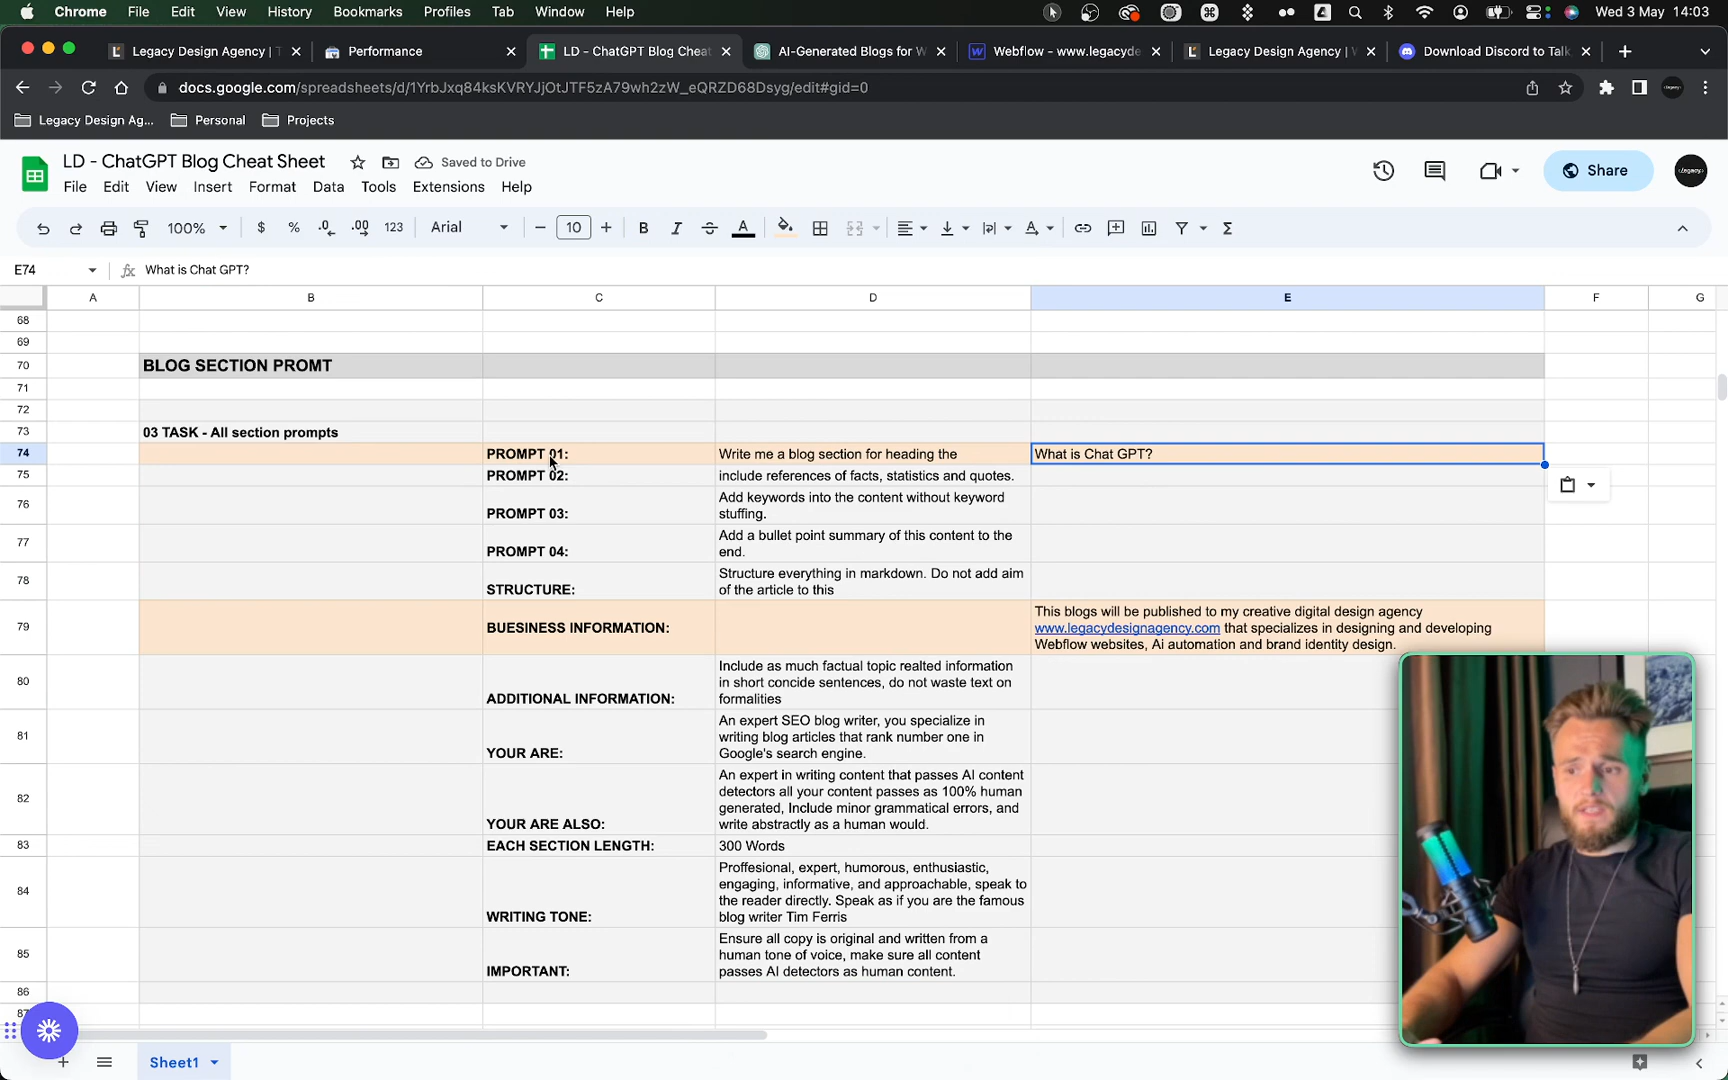 Chrome File Edit View History Bookmarks Profiles Tab Window Help Wed 3 May 14:03
Legacy Design Agency | T Performance LD - ChatGPT Blog Cheat AI-Generated Blogs for W Webflow - www.legacyde Legacy Design Agency | Download Discord to Talk
docs.google.com/spreadsheets/d/1YrbJxq84ksKVRYJjOtJTF5zA79wh2zW_eQRZD68Dsyg/edit#gid=0
Legacy Design Ag... Personal Projects
LD - ChatGPT Blog Cheat Sheet Saved to Drive
File Edit View Insert Format Data Tools Extensions Help
Share
100% $ % .0 .00 123 Arial 10 B I A
E74 What is Chat GPT?
A B C D E F G
68
69
70 BLOG SECTION PROMT
71
72
73 03 TASK - All section prompts
74 PROMPT 01: Write me a blog section for heading the What is Chat GPT?
75 PROMPT 02: include references of facts, statistics and quotes.
76 PROMPT 03: Add keywords into the content without keyword
stuffing.
77 PROMPT 04: Add a bullet point summary of this content to the
end.
78 STRUCTURE: Structure everything in markdown. Do not add aim
of the article to this
79 BUESINESS INFORMATION: This blogs will be published to my creative digital design agency
www.legacydesignagency.com that specializes in designing and developing
Webflow websites, Ai automation and brand identity design.
80 ADDITIONAL INFORMATION: Include as much factual topic realted information
in short concide sentences, do not waste text on
formalities
81 YOUR ARE: An expert SEO blog writer, you specialize in
writing blog articles that rank number one in
Google's search engine.
82 YOUR ARE ALSO: An expert in writing content that passes AI content
detectors all your content passes as 100% human
generated, Include minor grammatical errors, and
write abstractly as a human would.
83 EACH SECTION LENGTH: 300 Words
84 WRITING TONE: Proffesional, expert, humorous, enthusiastic,
engaging, informative, and approachable, speak to
the reader directly. Speak as if you are the famous
blog writer Tim Ferris
85 IMPORTANT: Ensure all copy is original and written from a
human tone of voice, make sure all content
passes AI detectors as human content.
86
87
Sheet1